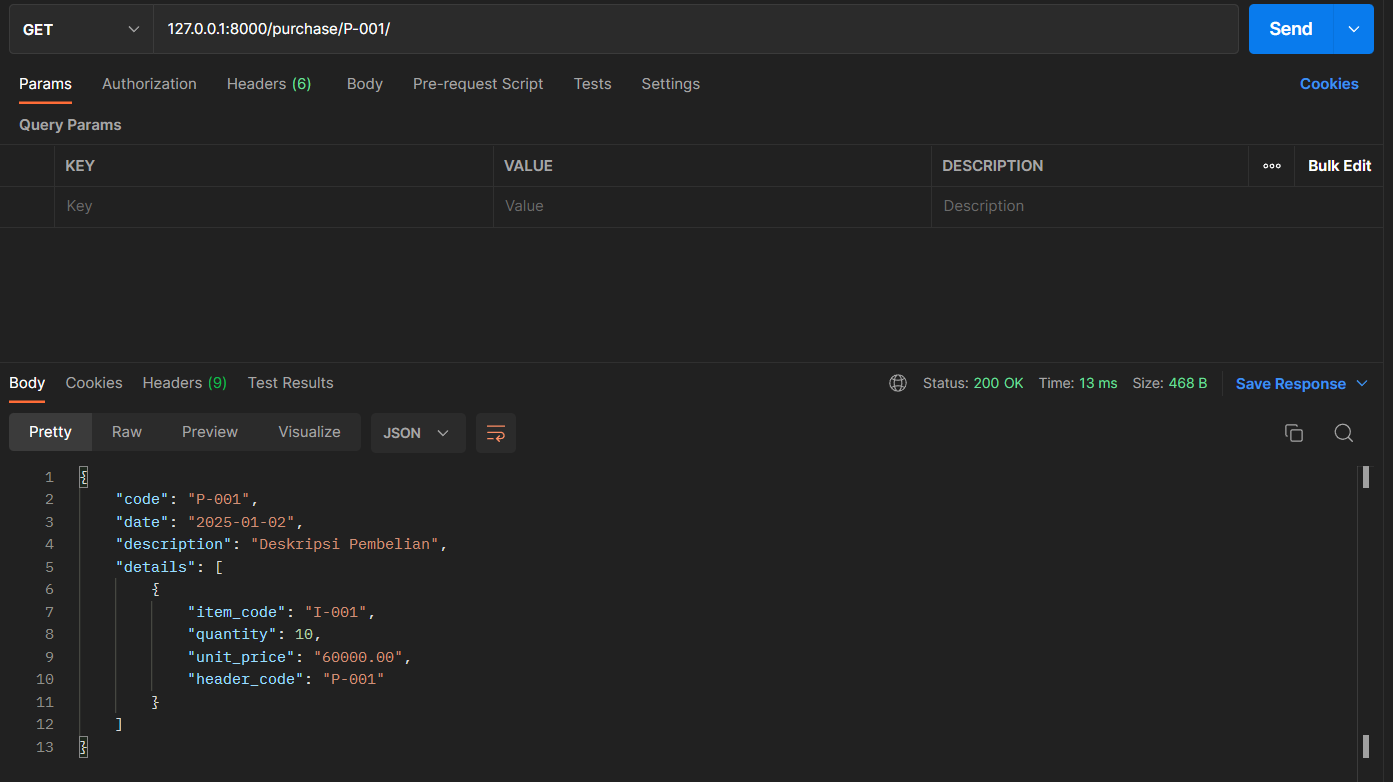 GET 127.0.0.1:8000/purchase/P-001/ Send
Params Authorization Headers (6) Body Pre-request Script Tests Settings Cookies
Query Params
KEY VALUE DESCRIPTION Bulk Edit
Key Value Description
Body Cookies Headers (9) Test Results Status: 200 OK Time: 13 ms Size: 468 B Save Response
Pretty Raw Preview Visualize JSON
1 {
2 "code": "P-001",
3 "date": "2025-01-02",
4 "description": "Deskripsi Pembelian",
5 "details": [
6 {
7 "item_code": "I-001",
8 "quantity": 10,
9 "unit_price": "60000.00",
10 "header_code": "P-001"
11 }
12 ]
13 }